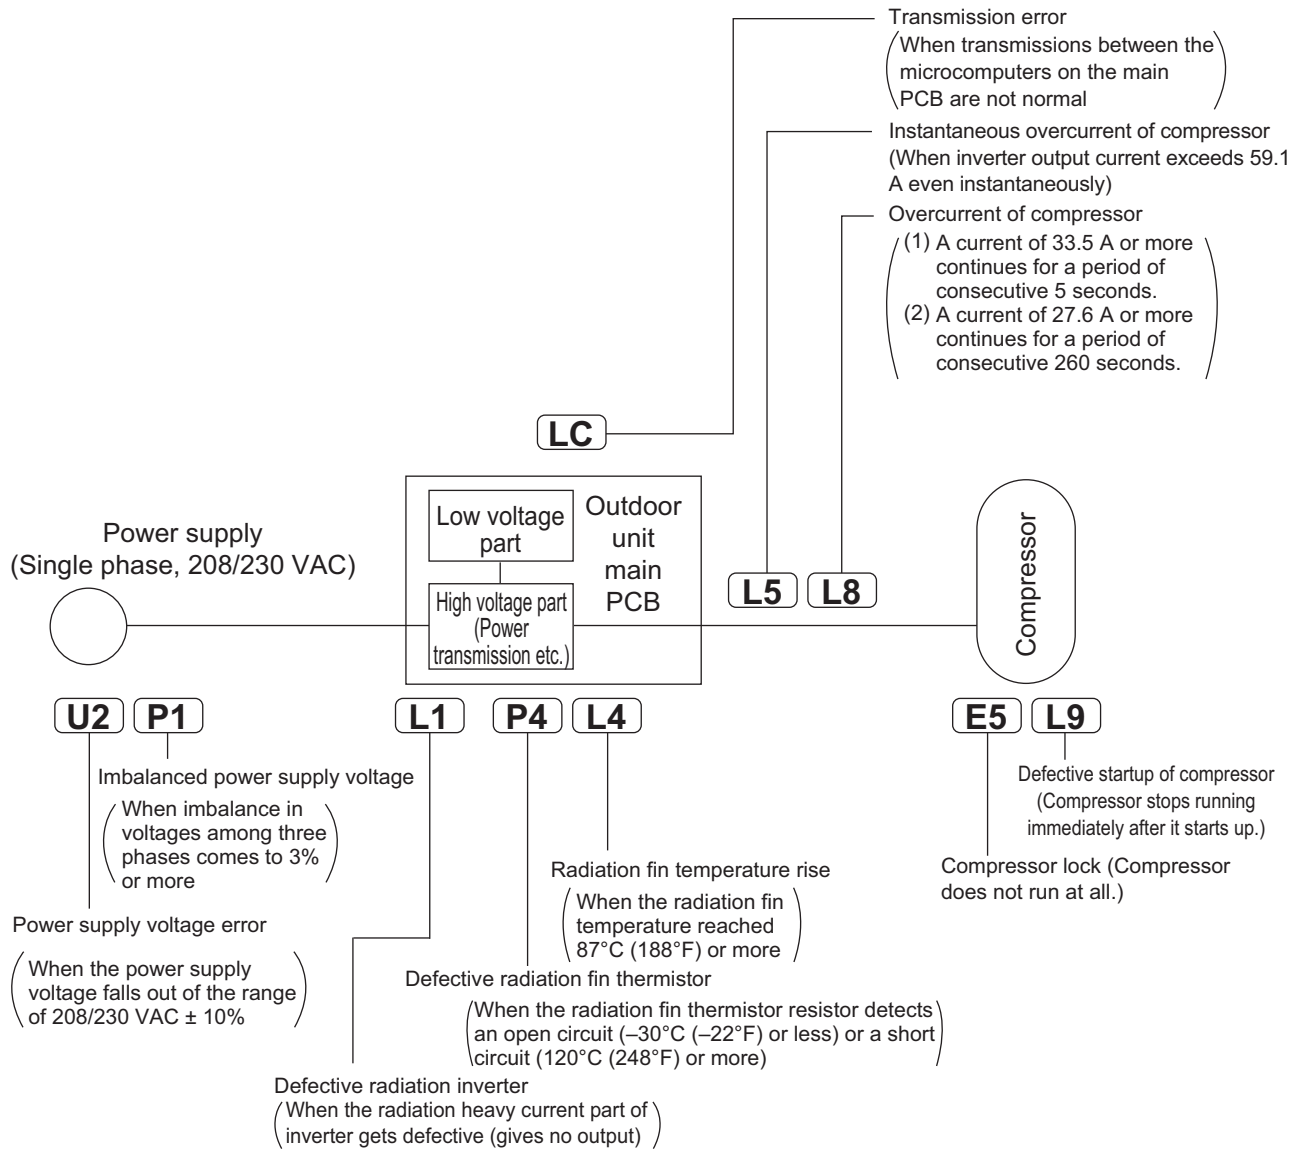 Transmission error
When transmissions between the
microcomputers on the main
PCB are not normal
Instantaneous overcurrent of compressor
(When inverter output current exceeds 59.1
A even instantaneously)
Overcurrent of compressor
(1) A current of 33.5 A or more
continues for a period of
consecutive 5 seconds.
(2) A current of 27.6 A or more
continues for a period of
consecutive 260 seconds.
LC
Power supply
(Single phase, 208/230 VAC)
Low voltage
part
High voltage part
(Power
transmission etc.)
Outdoor
unit
main
PCB
L5 L8
Compressor
U2 P1
L1 P4 L4
E5 L9
Imbalanced power supply voltage
When imbalance in
voltages among three
phases comes to 3%
or more
Power supply voltage error
When the power supply
voltage falls out of the range
of 208/230 VAC ± 10%
Defective startup of compressor
(Compressor stops running
immediately after it starts up.)
Compressor lock (Compressor
does not run at all.)
Radiation fin temperature rise
When the radiation fin
temperature reached
87°C (188°F) or more
Defective radiation fin thermistor
When the radiation fin thermistor resistor detects
an open circuit (–30°C (–22°F) or less) or a short
circuit (120°C (248°F) or more)
Defective radiation inverter
When the radiation heavy current part of
inverter gets defective (gives no output)